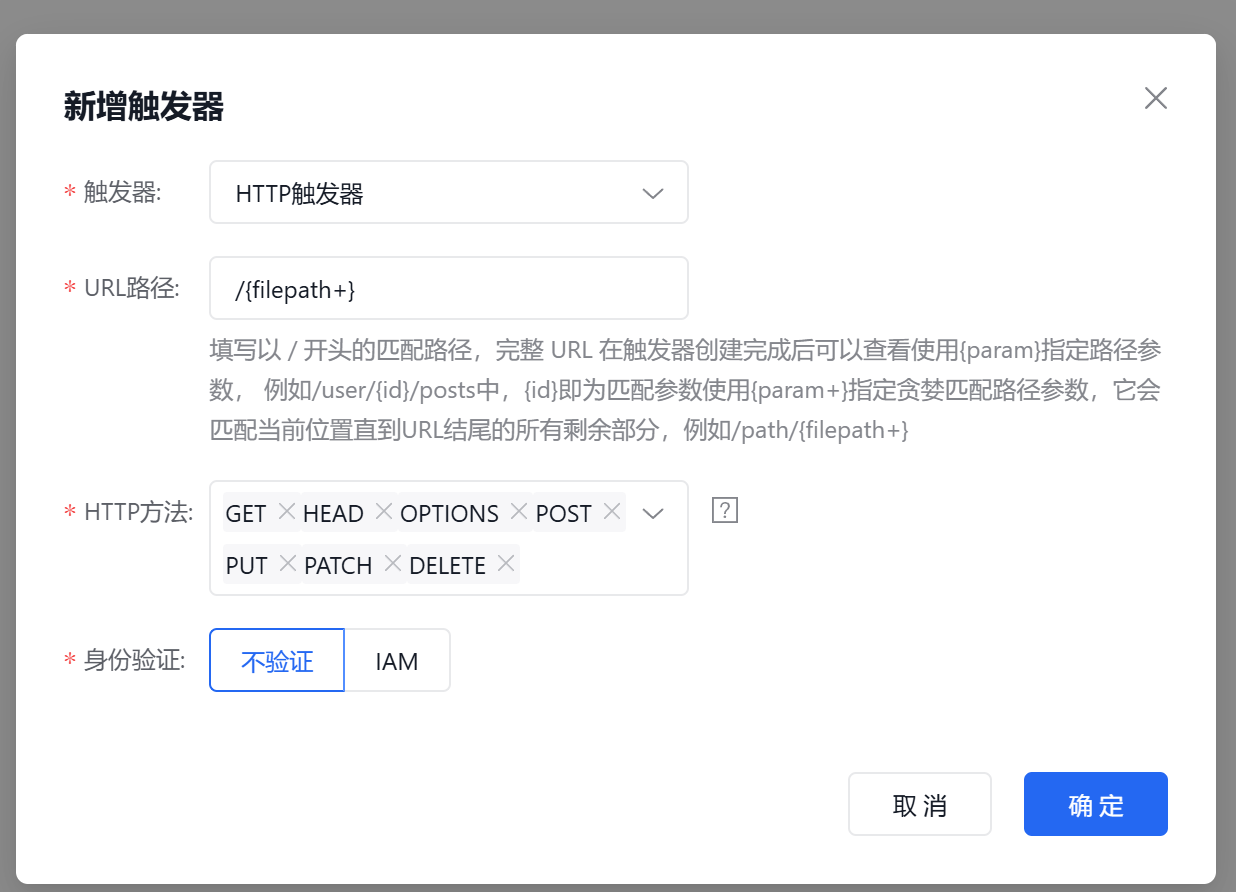 新增触发器
* 触发器:
HTTP触发器
* URL路径:
/{filepath+}
填写以 / 开头的匹配路径，完整 URL 在触发器创建完成后可以查看使用{param}指定路径参
数， 例如/user/{id}/posts中，{id}即为匹配参数使用{param+}指定贪婪匹配路径参数，它会
匹配当前位置直到URL结尾的所有剩余部分，例如/path/{filepath+}
* HTTP方法:
GET HEAD OPTIONS POST
?
PUT PATCH DELETE
* 身份验证:
不验证 IAM
取 消 确 定